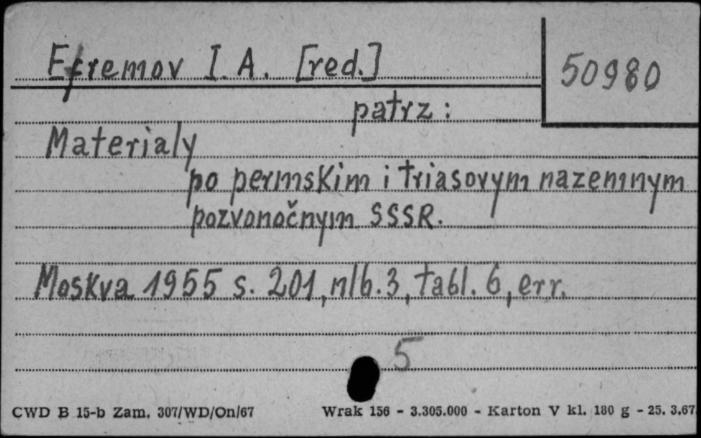 Efremov I. A. [red.]
50980
patrz:
Materialy
po permskim i triasovym nazemnym
pozvonočnym SSSR.
Moskva 1955 s. 201, nlb. 3, tabl. 6, err.
5
CWD B 15-b Zam. 307/WD/On/67 Wrak 156 - 3.305.000 - Karton V kl. 180 g - 25. 3.67